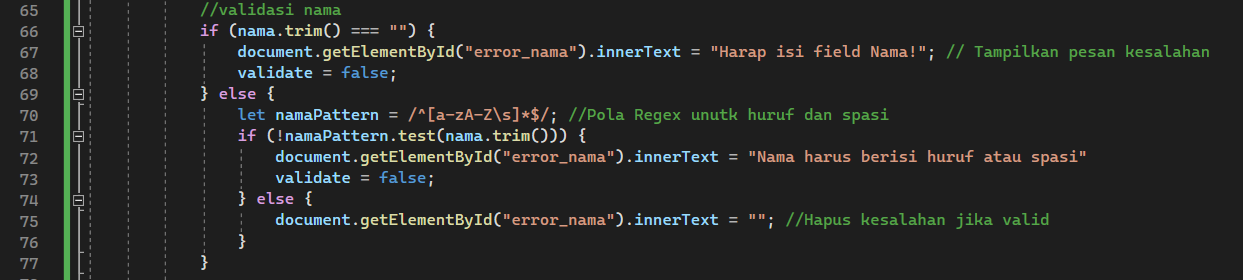 65 //validasi nama
66 if (nama.trim() === "") {
67 document.getElementById("error_nama").innerText = "Harap isi field Nama!"; // Tampilkan pesan kesalahan
68 validate = false;
69 } else {
70 let namaPattern = /^[a-zA-Z\s]*$/; //Pola Regex unutk huruf dan spasi
71 if (!namaPattern.test(nama.trim())) {
72 document.getElementById("error_nama").innerText = "Nama harus berisi huruf atau spasi"
73 validate = false;
74 } else {
75 document.getElementById("error_nama").innerText = ""; //Hapus kesalahan jika valid
76 }
77 }